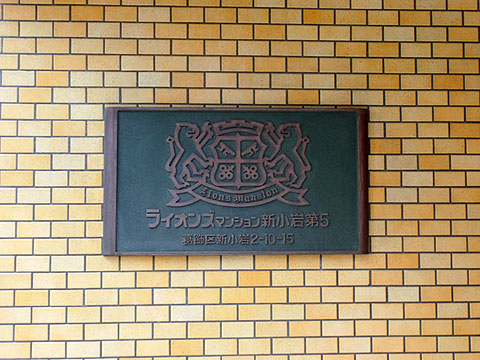 Lions Mansion
ライオンズマンション新小岩第5
葛飾区新小岩2-10-15